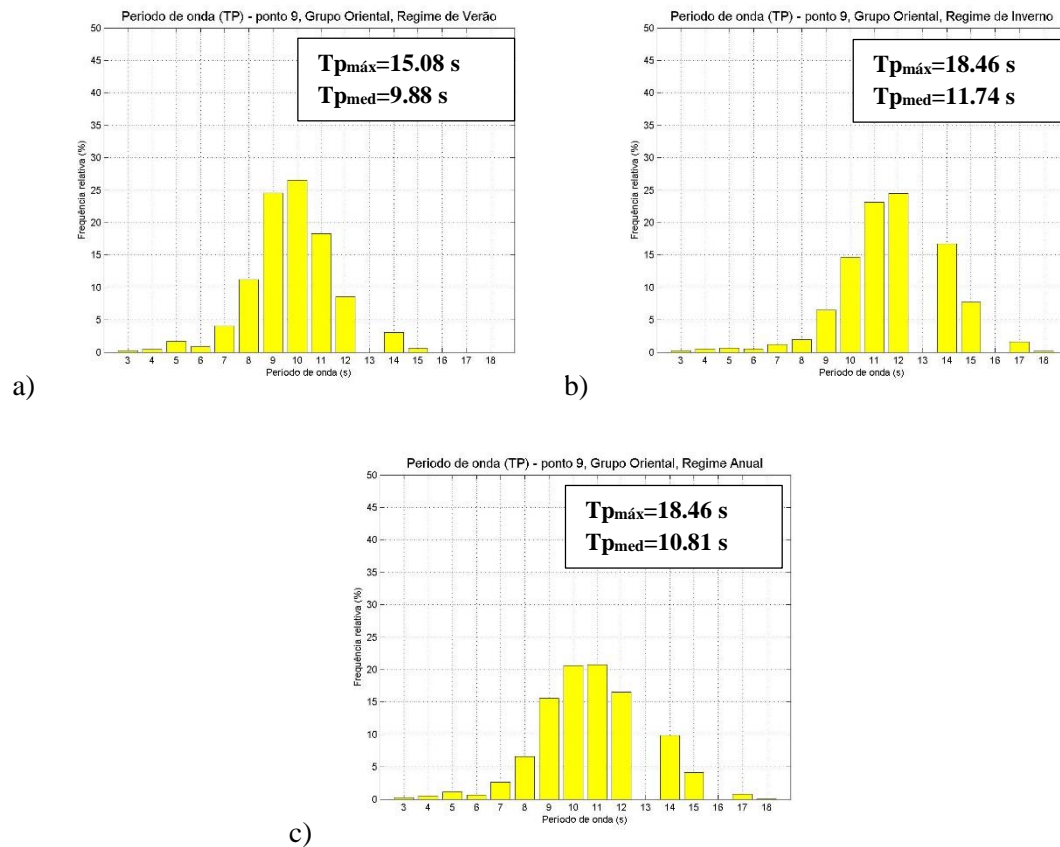 Periodo de onda (TP) - ponto 9, Grupo Oriental, Regime de Verão
Tpmáx=15.08 s
Tpmed=9.88 s
50
45
40
35
30
25
20
15
10
5
0
Frequência relativa (%)
3 4 5 6 7 8 9 10 11 12 13 14 15 16 17 18
Periodo de onda (s)
a)
Periodo de onda (TP) - ponto 9, Grupo Oriental, Regime de Inverno
Tpmáx=18.46 s
Tpmed=11.74 s
50
45
40
35
30
25
20
15
10
5
0
Frequência relativa (%)
3 4 5 6 7 8 9 10 11 12 13 14 15 16 17 18
Periodo de onda (s)
b)
Periodo de onda (TP) - ponto 9, Grupo Oriental, Regime Anual
Tpmáx=18.46 s
Tpmed=10.81 s
50
45
40
35
30
25
20
15
10
5
0
Frequência relativa (%)
3 4 5 6 7 8 9 10 11 12 13 14 15 16 17 18
Periodo de onda (s)
c)